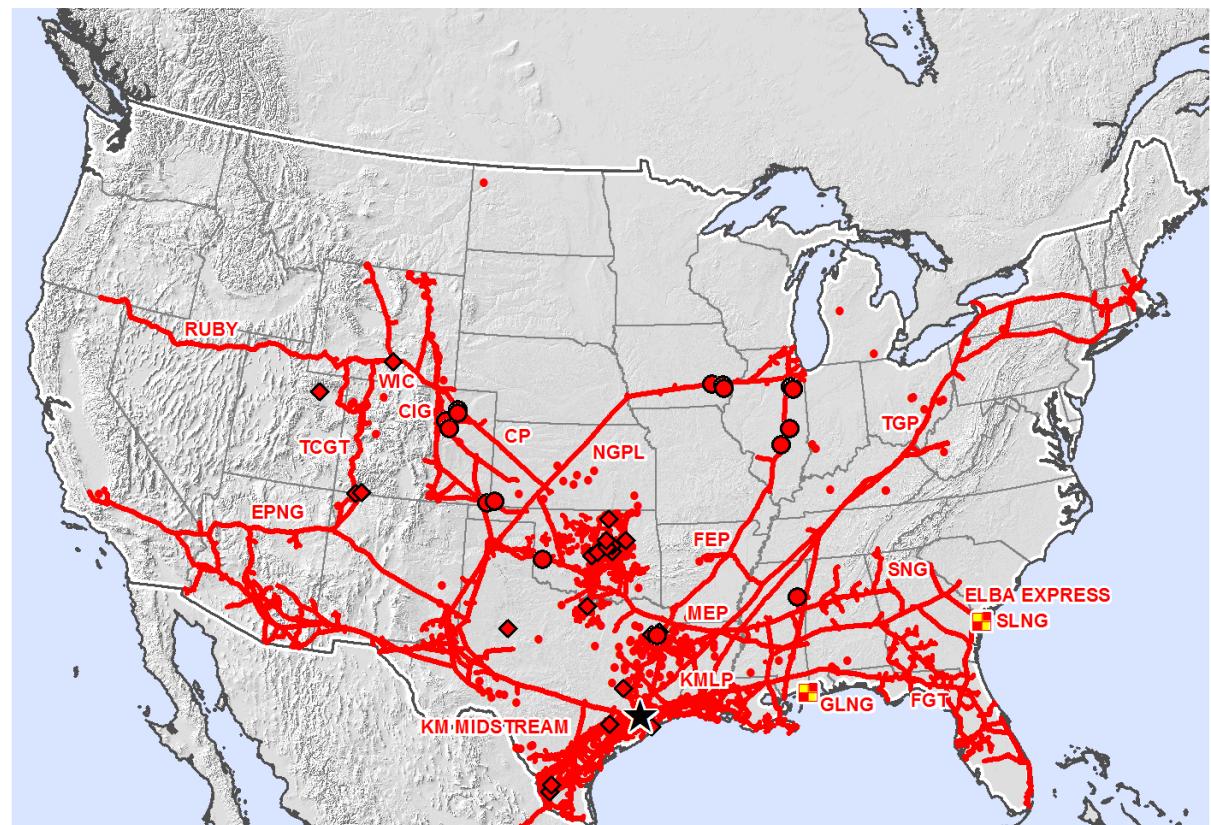 RUBY
WIC
CIG
CP
TCGT
NGPL
TGP
EPNG
FEP
SNG
ELBA EXPRESS
MEP
SLNG
KMLP
GLNG
FGT
KM MIDSTREAM